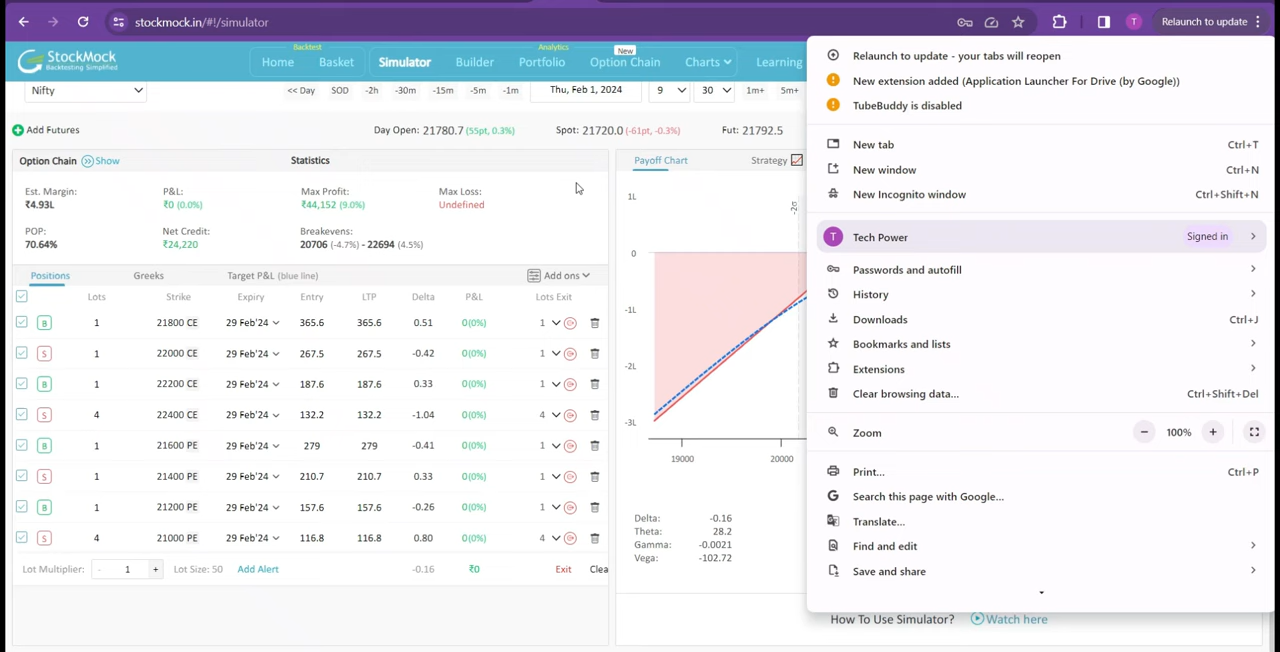 stockmock.in/#!/simulator
Relaunch to update
StockMock
Backtesting Simplified
Backtest
Home Basket Simulator Builder
Analytics
Portfolio
New
Option Chain Charts Learning
Nifty << Day SOD -2h -30m -15m -5m -1m Thu, Feb 1, 2024 9 30 1m+ 5m+
Add Futures Day Open: 21780.7 (55pt, 0.3%) Spot: 21720.0 (-61pt, -0.3%) Fut: 21792.5
Option Chain Show Statistics
Est. Margin: P&L: Max Profit: Max Loss:
₹4.93L ₹0 (0.0%) ₹44,152 (9.0%) Undefined
POP: Net Credit: Breakevens:
70.64% ₹24,220 20706 (-4.7%) - 22694 (4.5%)
Positions Greeks Target P&L (blue line) Add ons
Lots Strike Expiry Entry LTP Delta P&L Lots Exit
B 1 21800 CE 29 Feb'24 365.6 365.6 0.51 0(0%) 1
S 1 22000 CE 29 Feb'24 267.5 267.5 -0.42 0(0%) 1
B 1 22200 CE 29 Feb'24 187.6 187.6 0.33 0(0%) 1
S 4 22400 CE 29 Feb'24 132.2 132.2 -1.04 0(0%) 4
B 1 21600 PE 29 Feb'24 279 279 -0.41 0(0%) 1
S 1 21400 PE 29 Feb'24 210.7 210.7 0.33 0(0%) 1
B 1 21200 PE 29 Feb'24 157.6 157.6 -0.26 0(0%) 1
S 4 21000 PE 29 Feb'24 116.8 116.8 0.80 0(0%) 4
Lot Multiplier: - 1 + Lot Size: 50 Add Alert -0.16 ₹0 Exit Clea
Payoff Chart Strategy
-2σ
1L
0
-1L
-2L
-3L
19000 20000
Delta: -0.16
Theta: 28.2
Gamma: -0.0021
Vega: -102.72
How To Use Simulator? Watch here
T
Relaunch to update - your tabs will reopen
New extension added (Application Launcher For Drive (by Google))
TubeBuddy is disabled
New tab Ctrl+T
New window Ctrl+N
New Incognito window Ctrl+Shift+N
T Tech Power Signed in
Passwords and autofill
History
Downloads Ctrl+J
Bookmarks and lists
Extensions
Clear browsing data... Ctrl+Shift+Del
Zoom - 100% +
Print... Ctrl+P
G Search this page with Google...
Translate...
Find and edit
Save and share